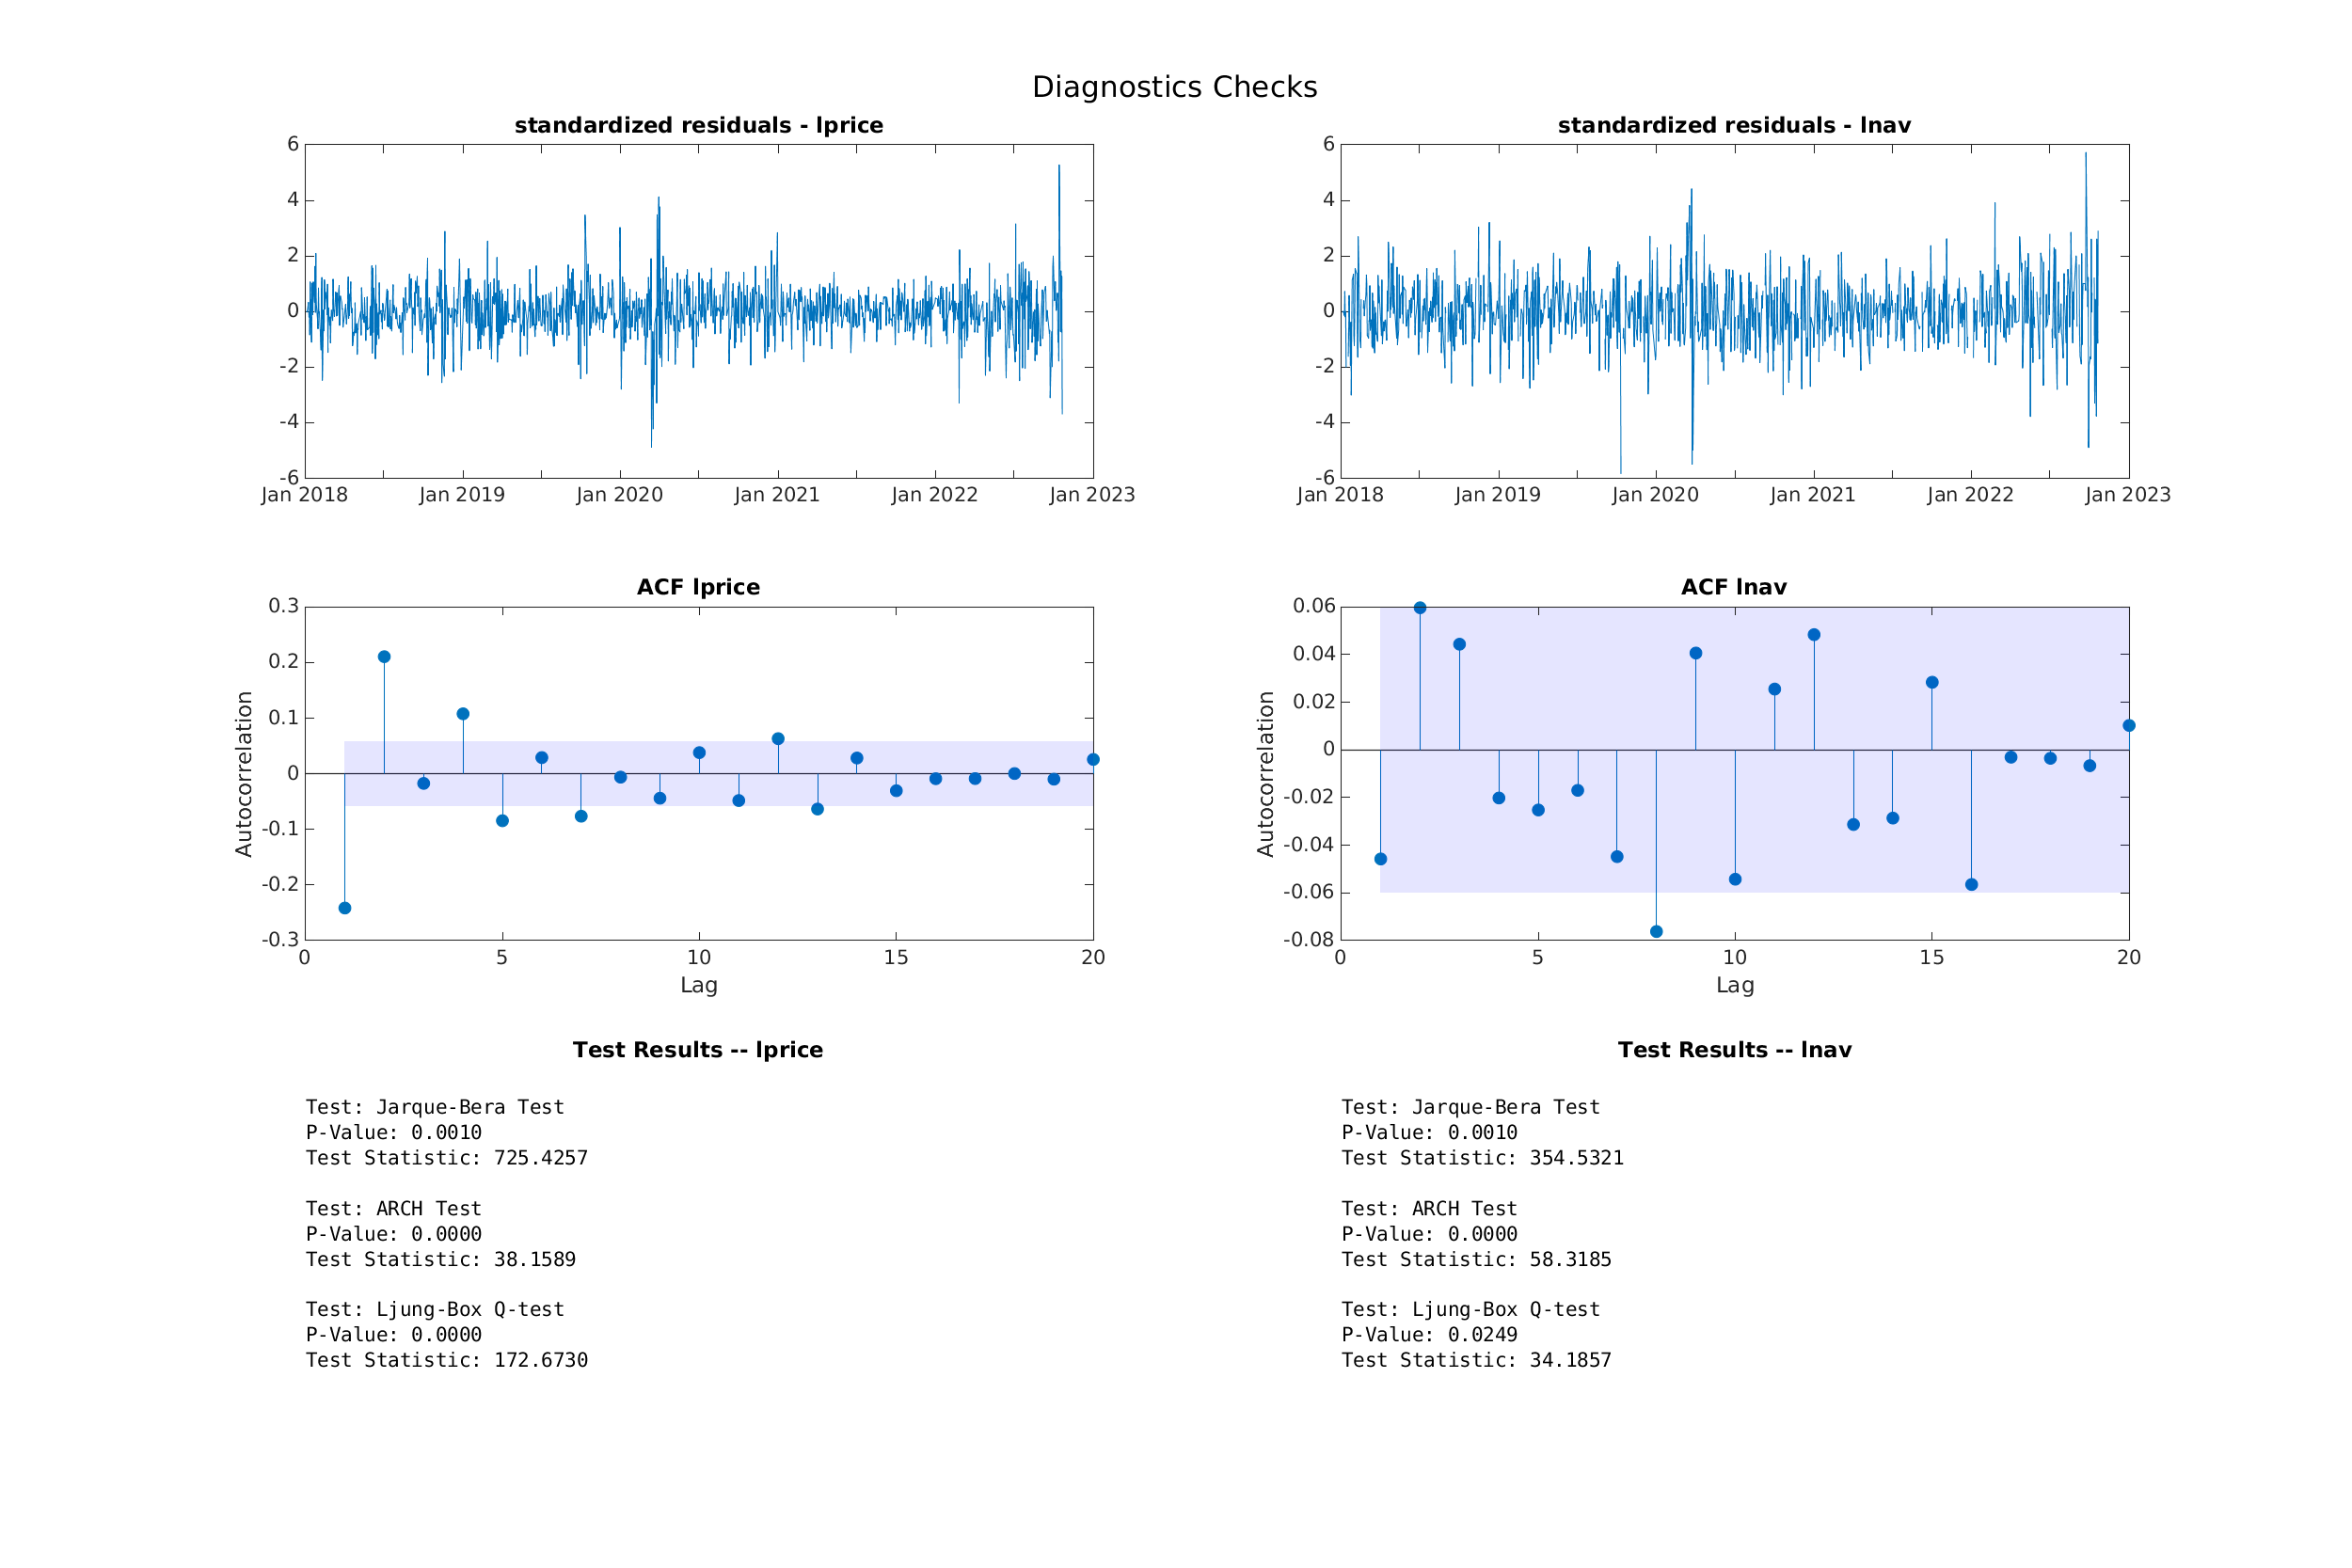 Diagnostics Checks
standardized residuals - lprice
6
4
2
0
-2
-4
-6
Jan 2018 Jan 2019 Jan 2020 Jan 2021 Jan 2022 Jan 2023
standardized residuals - lnav
6
4
2
0
-2
-4
-6
Jan 2018 Jan 2019 Jan 2020 Jan 2021 Jan 2022 Jan 2023
ACF lprice
0.3
0.2
0.1
0
-0.1
-0.2
-0.3
Autocorrelation
0 5 10 15 20
Lag
ACF lnav
0.06
0.04
0.02
0
-0.02
-0.04
-0.06
-0.08
Autocorrelation
0 5 10 15 20
Lag
Test Results -- lprice
Test: Jarque-Bera Test
P-Value: 0.0010
Test Statistic: 725.4257
Test: ARCH Test
P-Value: 0.0000
Test Statistic: 38.1589
Test: Ljung-Box Q-test
P-Value: 0.0000
Test Statistic: 172.6730
Test Results -- lnav
Test: Jarque-Bera Test
P-Value: 0.0010
Test Statistic: 354.5321
Test: ARCH Test
P-Value: 0.0000
Test Statistic: 58.3185
Test: Ljung-Box Q-test
P-Value: 0.0249
Test Statistic: 34.1857